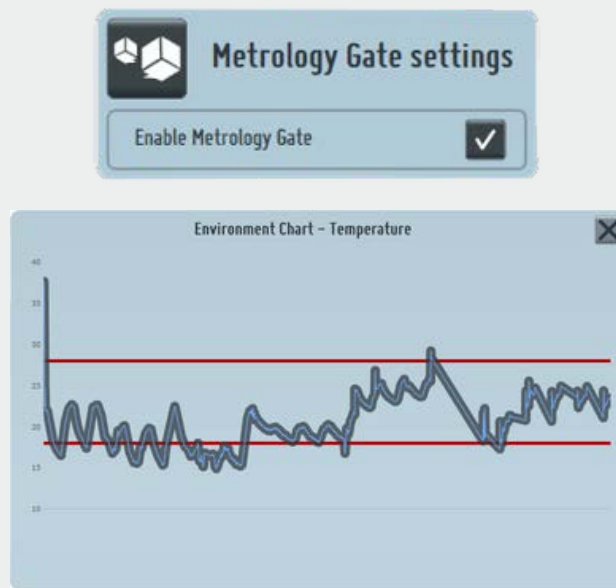 Metrology Gate settings
Enable Metrology Gate
Environment Chart – Temperature
40
35
30
25
20
15
10